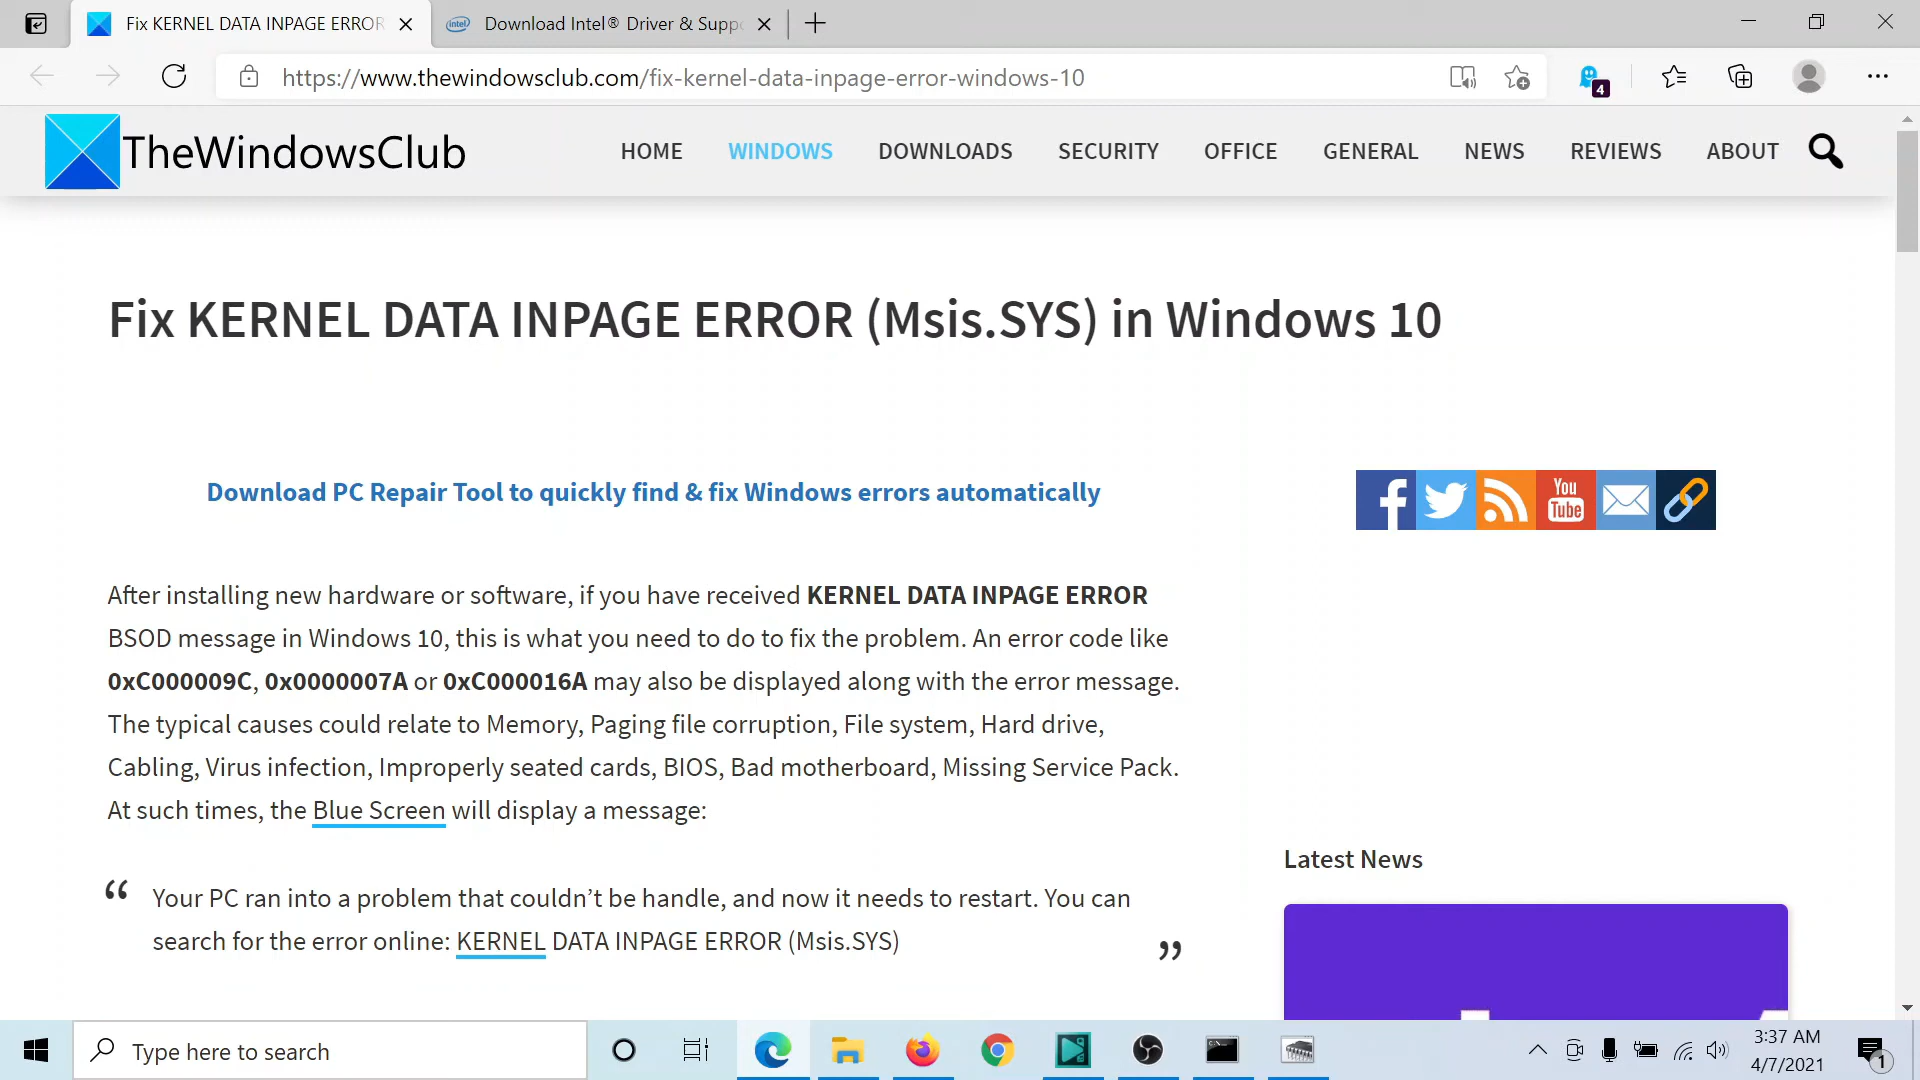 Fix KERNEL DATA INPAGE ERROR
intel
Download Intel® Driver & Supp
https://www.thewindowsclub.com/fix-kernel-data-inpage-error-windows-10
4
TheWindowsClub
HOME
WINDOWS
DOWNLOADS
SECURITY
OFFICE
GENERAL
NEWS
REVIEWS
ABOUT
Fix KERNEL DATA INPAGE ERROR (Msis.SYS) in Windows 10
Download PC Repair Tool to quickly find & fix Windows errors automatically
You
Tube
After installing new hardware or software, if you have received KERNEL DATA INPAGE ERROR
BSOD message in Windows 10, this is what you need to do to fix the problem. An error code like
0xC000009C, 0x0000007A or 0xC000016A may also be displayed along with the error message.
The typical causes could relate to Memory, Paging file corruption, File system, Hard drive,
Cabling, Virus infection, Improperly seated cards, BIOS, Bad motherboard, Missing Service Pack.
At such times, the Blue Screen will display a message:
Latest News
“ Your PC ran into a problem that couldn’t be handle, and now it needs to restart. You can
search for the error online: KERNEL DATA INPAGE ERROR (Msis.SYS) ”
Type here to search
3:37 AM
4/7/2021
1